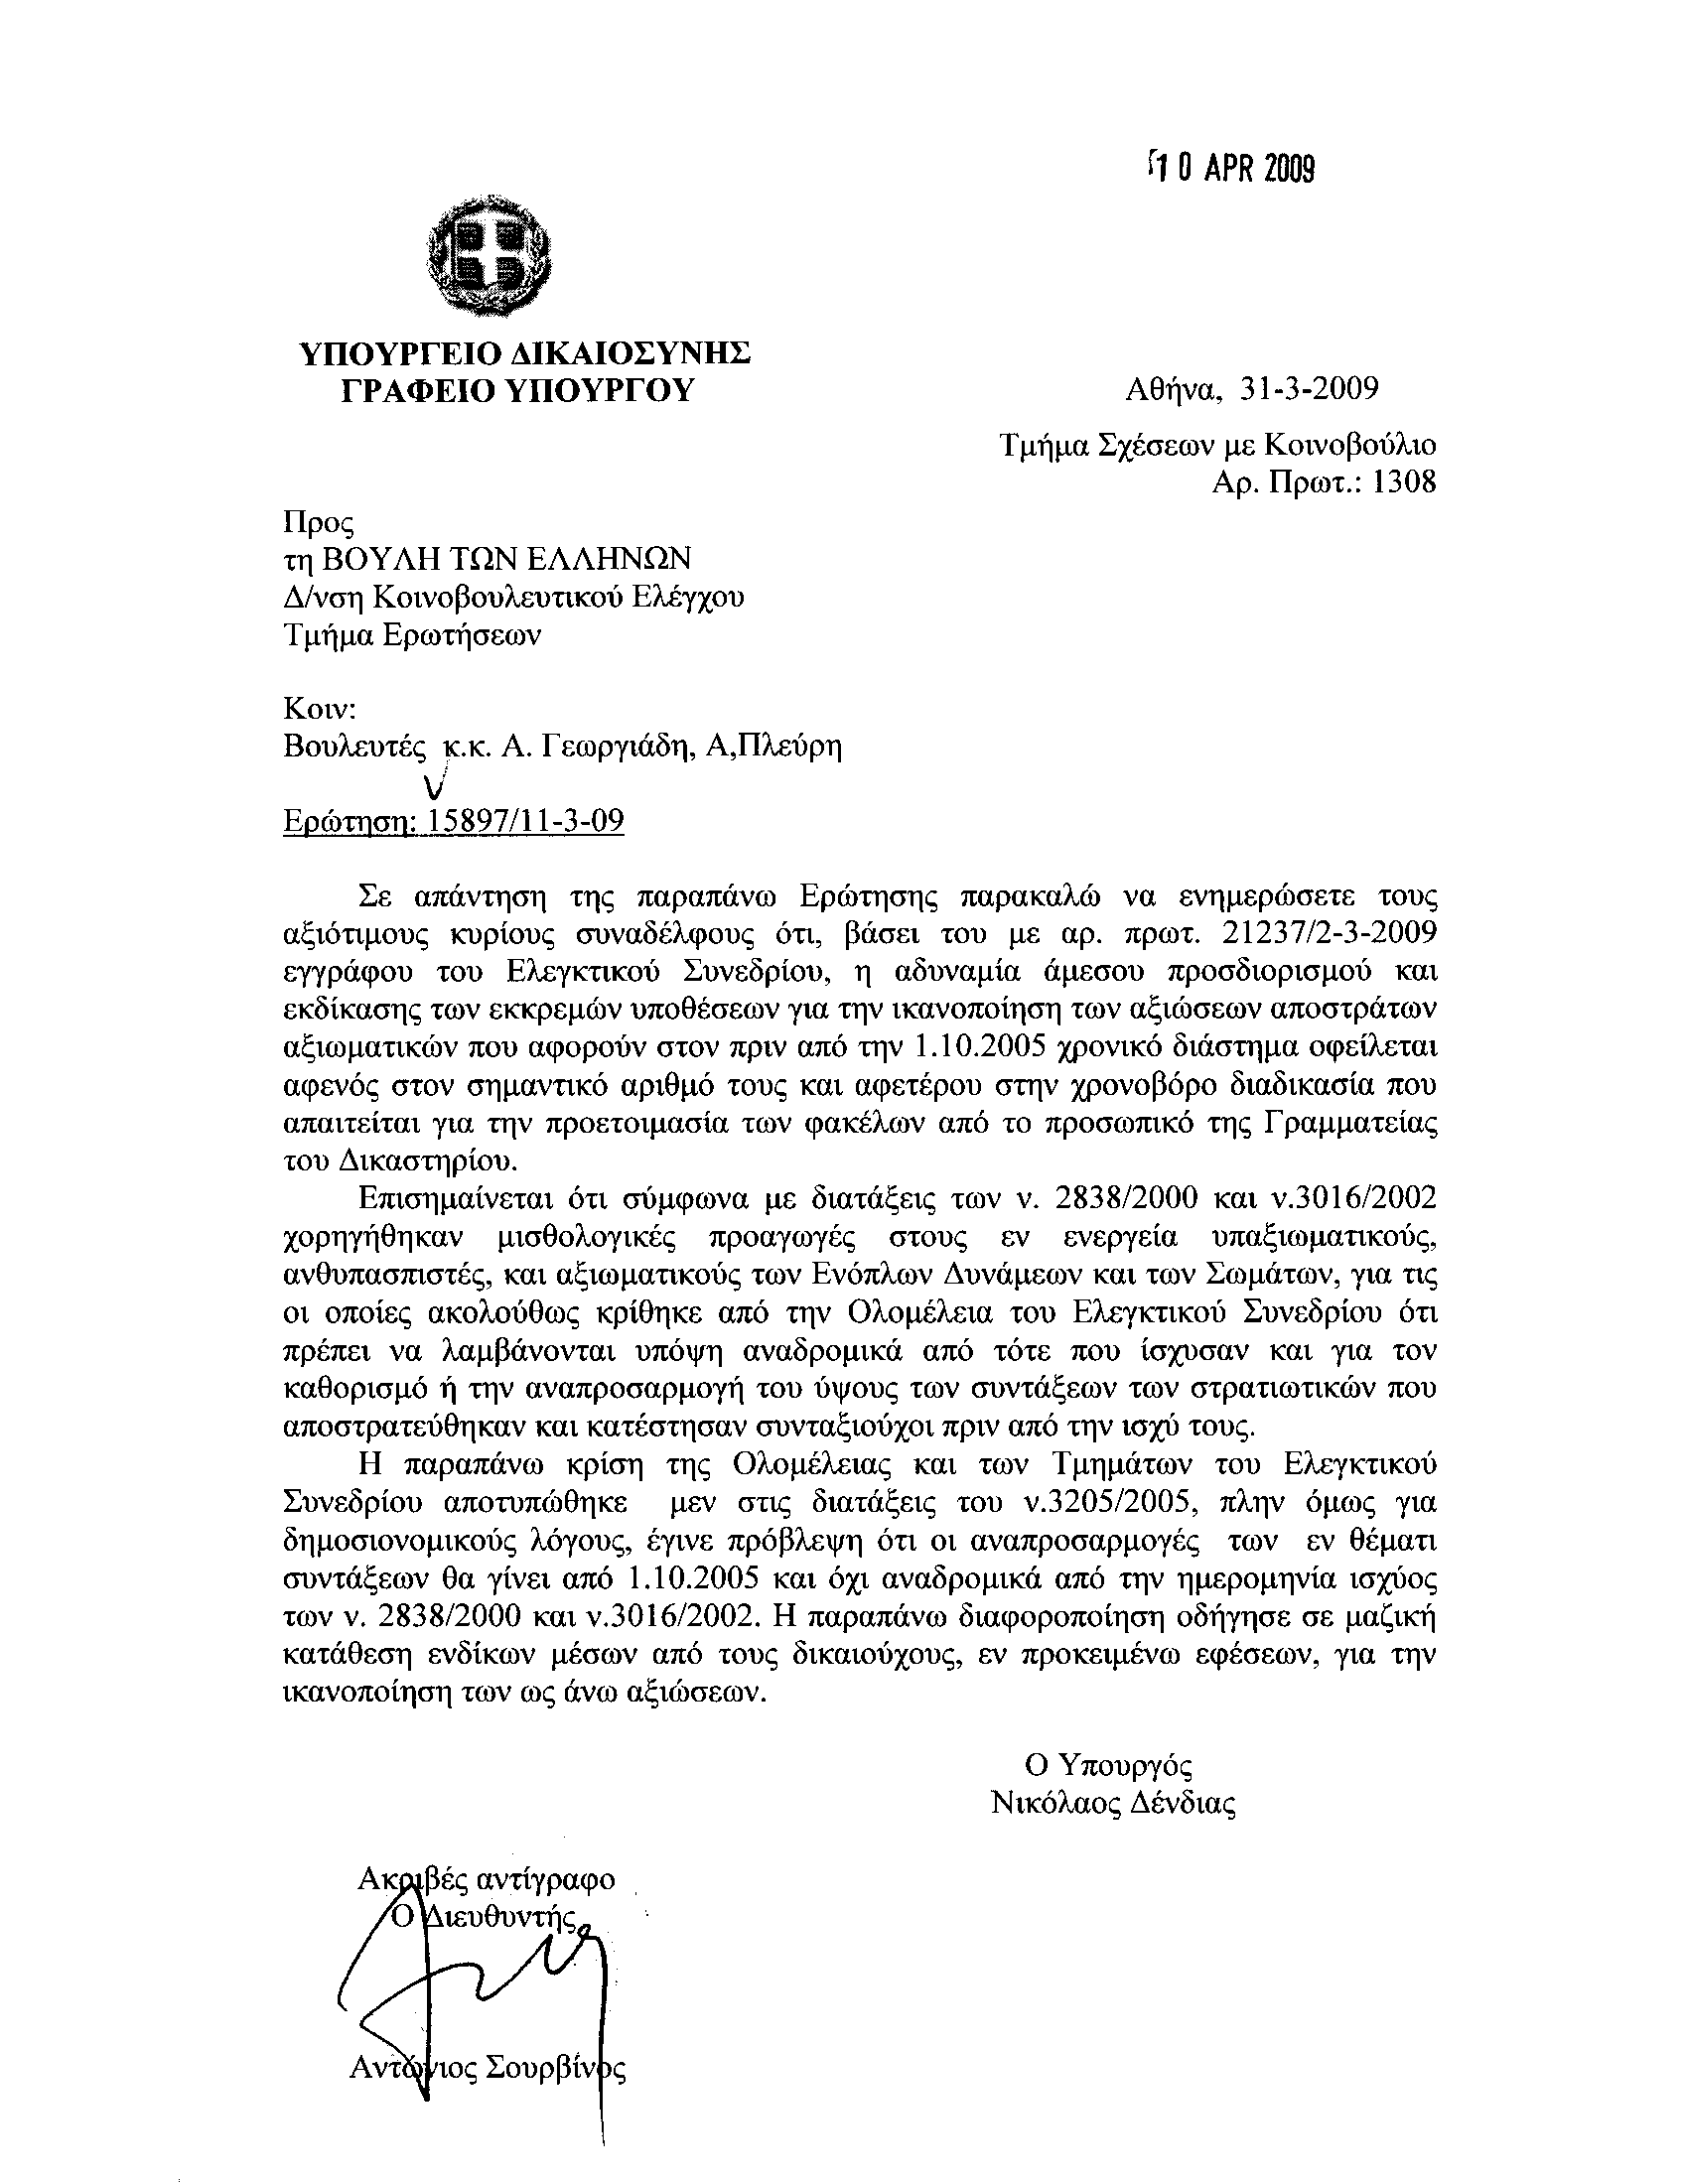 10 APR 2009
ΥΠΟΥΡΓΕΙΟ ΔΙΚΑΙΟΣΥΝΗΣ
ΓΡΑΦΕΙΟ ΥΠΟΥΡΓΟΥ
Αθήνα, 31-3-2009
Τμήμα Σχέσεων με Κοινοβούλιο
Αρ. Πρωτ.: 1308
Προς
τη ΒΟΥΛΗ ΤΩΝ ΕΛΛΗΝΩΝ
Δ/νση Κοινοβουλευτικού Ελέγχου
Τμήμα Ερωτήσεων
Κοιν:
Βουλευτές κ.κ. Α. Γεωργιάδη, Α,Πλεύρη
Ερώτηση: 15897/11-3-09
Σε απάντηση της παραπάνω Ερώτησης παρακαλώ να ενημερώσετε τους
αξιότιμους κυρίους συναδέλφους ότι, βάσει του με αρ. πρωτ. 21237/2-3-2009
εγγράφου του Ελεγκτικού Συνεδρίου, η αδυναμία άμεσου προσδιορισμού και
εκδίκασης των εκκρεμών υποθέσεων για την ικανοποίηση των αξιώσεων αποστράτων
αξιωματικών που αφορούν στον πριν από την 1.10.2005 χρονικό διάστημα οφείλεται
αφενός στον σημαντικό αριθμό τους και αφετέρου στην χρονοβόρο διαδικασία που
απαιτείται για την προετοιμασία των φακέλων από το προσωπικό της Γραμματείας
του Δικαστηρίου.
Επισημαίνεται ότι σύμφωνα με διατάξεις των ν. 2838/2000 και ν.3016/2002
χορηγήθηκαν μισθολογικές προαγωγές στους εν ενεργεία υπαξιωματικούς,
ανθυπασπιστές, και αξιωματικούς των Ενόπλων Δυνάμεων και των Σωμάτων, για τις
οι οποίες ακολούθως κρίθηκε από την Ολομέλεια του Ελεγκτικού Συνεδρίου ότι
πρέπει να λαμβάνονται υπόψη αναδρομικά από τότε που ίσχυσαν και για τον
καθορισμό ή την αναπροσαρμογή του ύψους των συντάξεων των στρατιωτικών που
αποστρατεύθηκαν και κατέστησαν συνταξιούχοι πριν από την ισχύ τους.
Η παραπάνω κρίση της Ολομέλειας και των Τμημάτων του Ελεγκτικού
Συνεδρίου αποτυπώθηκε μεν στις διατάξεις του ν.3205/2005, πλην όμως για
δημοσιονομικούς λόγους, έγινε πρόβλεψη ότι οι αναπροσαρμογές των εν θέματι
συντάξεων θα γίνει από 1.10.2005 και όχι αναδρομικά από την ημερομηνία ισχύος
των ν. 2838/2000 και ν.3016/2002. Η παραπάνω διαφοροποίηση οδήγησε σε μαζική
κατάθεση ενδίκων μέσων από τους δικαιούχους, εν προκειμένω εφέσεων, για την
ικανοποίηση των ως άνω αξιώσεων.
Ο Υπουργός
Νικόλαος Δένδιας
Ακριβές αντίγραφο
Ο Διευθυντής
Αντώνιος Σουρβίνος